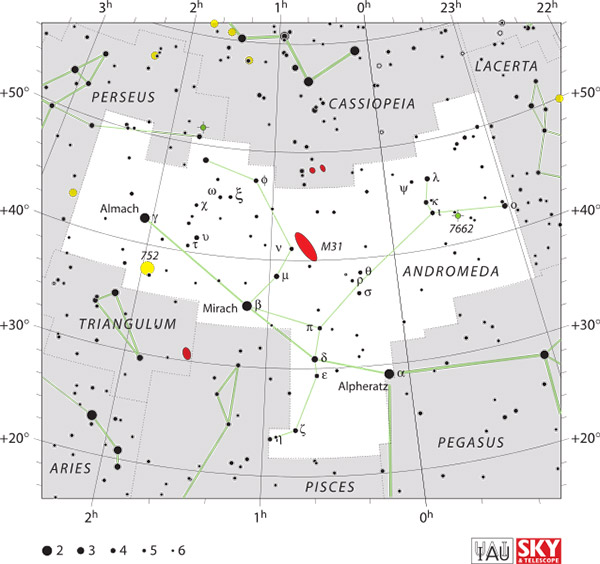 3h 2h 1h 0h 23h 22h
LACERTA
+50° PERSEUS CASSIOPEIA +50°
ϕ λ
ω ξ ψ
Almach χ κ ο
+40° γ ι 7662 +40°
υ
τ ν M31
752 θ ANDROMEDA
μ ρ
σ
Mirach β
+30° TRIANGULUM π +30°
δ
ε Alpheratz α
+20° ζ PEGASUS +20°
η
ARIES
PISCES
2h 1h 0h
2 3 4 5 6
IAU SKY
& TELESCOPE